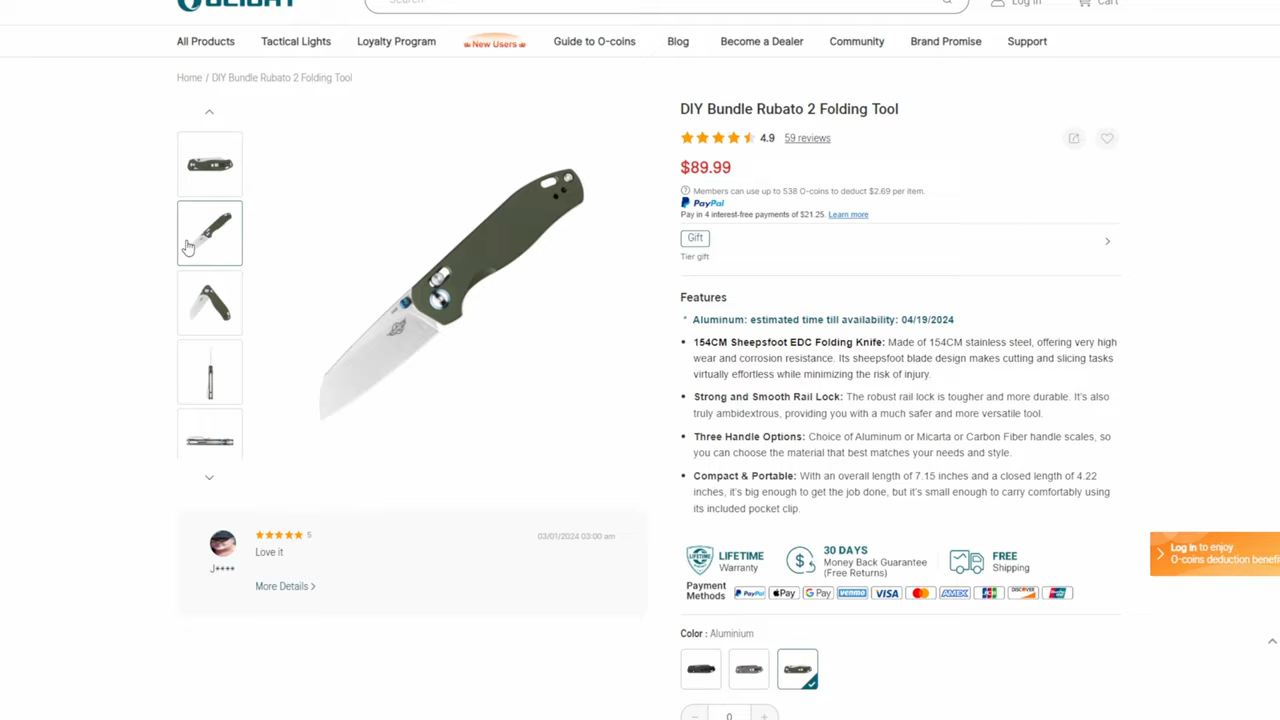 OLIGHT
Search
Log in
Cart
All Products
Tactical Lights
Loyalty Program
New Users
Guide to O-coins
Blog
Become a Dealer
Community
Brand Promise
Support
Home / DIY Bundle Rubato 2 Folding Tool
DIY Bundle Rubato 2 Folding Tool
4.9 59 reviews
$89.99
Members can use up to 538 O-coins to deduct $2.69 per item.
PayPal
Pay in 4 interest-free payments of $21.25. Learn more
Gift
Tier gift
Features
* Aluminum: estimated time till availability: 04/19/2024
• 154CM Sheepsfoot EDC Folding Knife: Made of 154CM stainless steel, offering very high
wear and corrosion resistance. Its sheepsfoot blade design makes cutting and slicing tasks
virtually effortless while minimizing the risk of injury.
• Strong and Smooth Rail Lock: The robust rail lock is tougher and more durable. It's also
truly ambidextrous, providing you with a much safer and more versatile tool.
• Three Handle Options: Choice of Aluminum or Micarta or Carbon Fiber handle scales, so
you can choose the material that best matches your needs and style.
• Compact & Portable: With an overall length of 7.15 inches and a closed length of 4.22
inches, it's big enough to get the job done, but it's small enough to carry comfortably using
its included pocket clip.
5
03/01/2024 03:00 am
Love it
J****
More Details >
LIFETIME
LIFETIME
Warranty
30 DAYS
Money Back Guarantee
(Free Returns)
FREE
Shipping
Payment
Methods
PayPal
Apple Pay
G Pay
venmo
VISA
AMEX
JCB
DISCOVER
Log in to enjoy
O-coins deduction benefi
Color : Aluminium
− 0 +